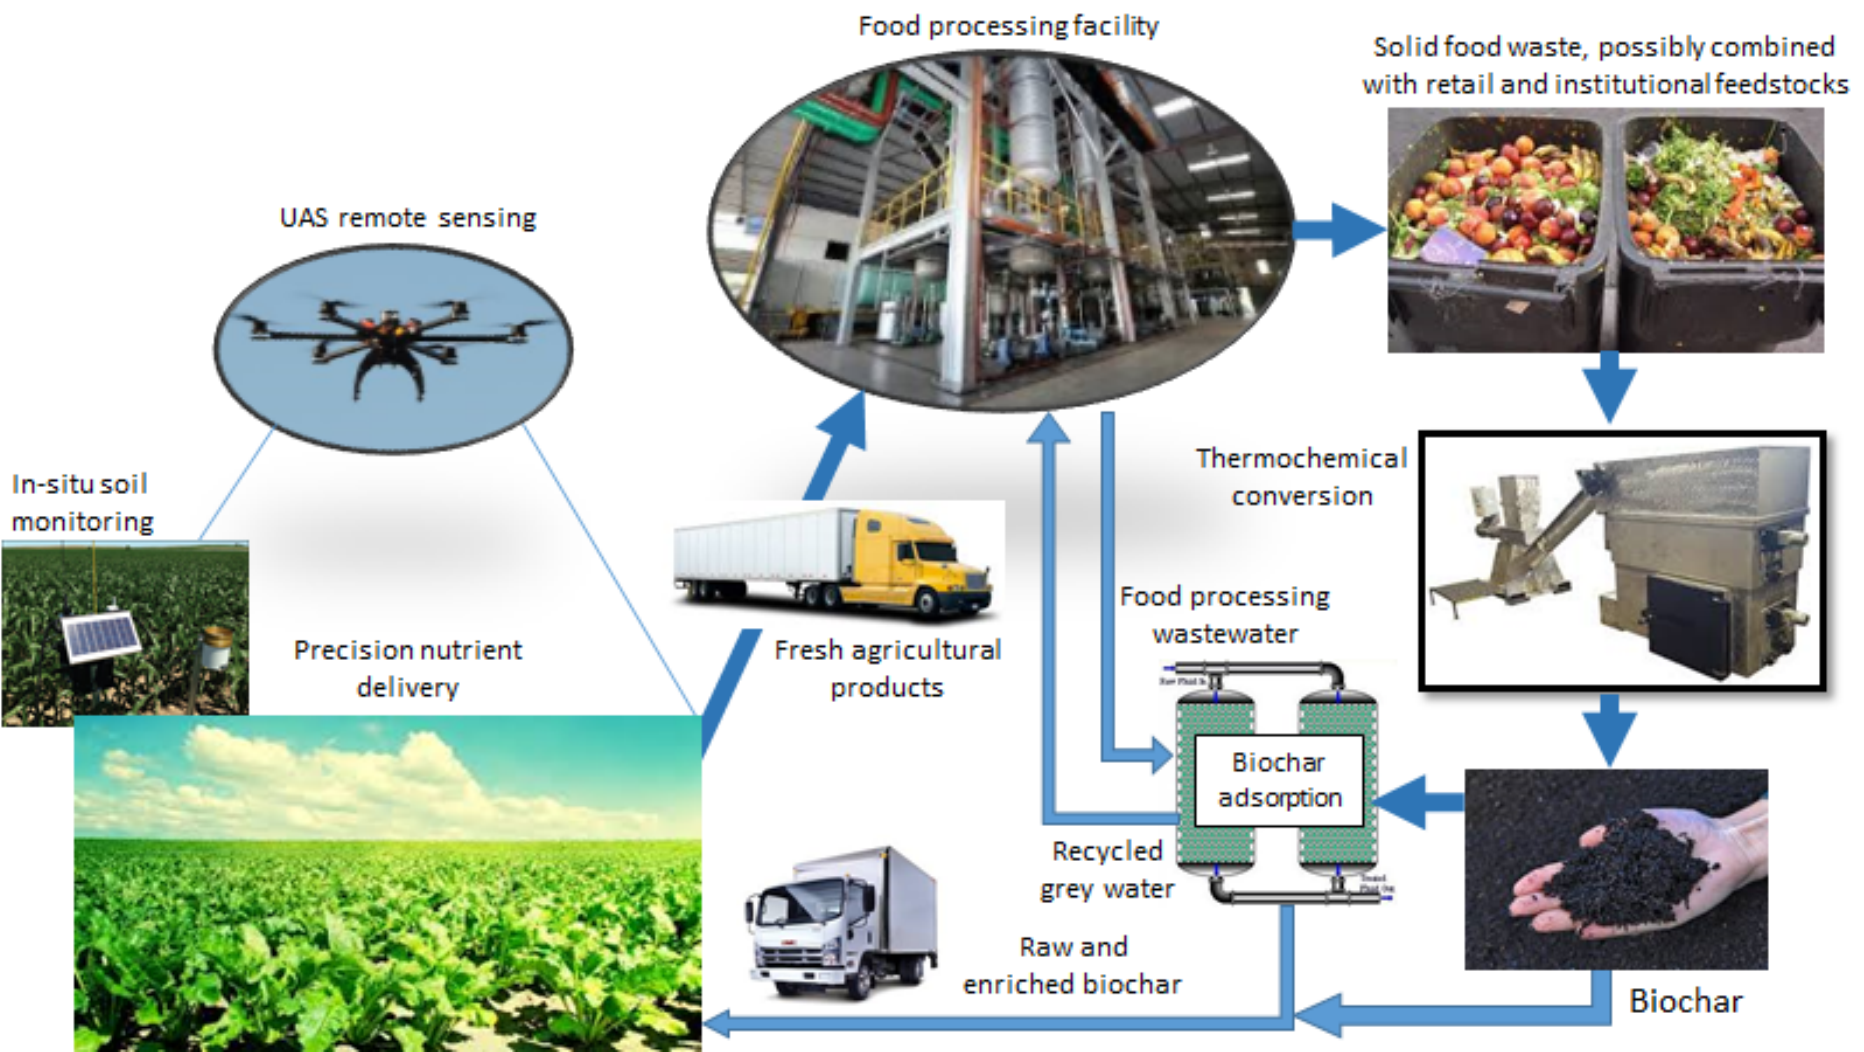 Food processing facility
Solid food waste, possibly combined
with retail and institutional feedstocks
UAS remote sensing
In-situ soil
monitoring
Thermochemical
conversion
Precision nutrient
delivery
Fresh agricultural
products
Food processing
wastewater
Biochar
adsorption
Recycled
grey water
Raw and
enriched biochar
Biochar